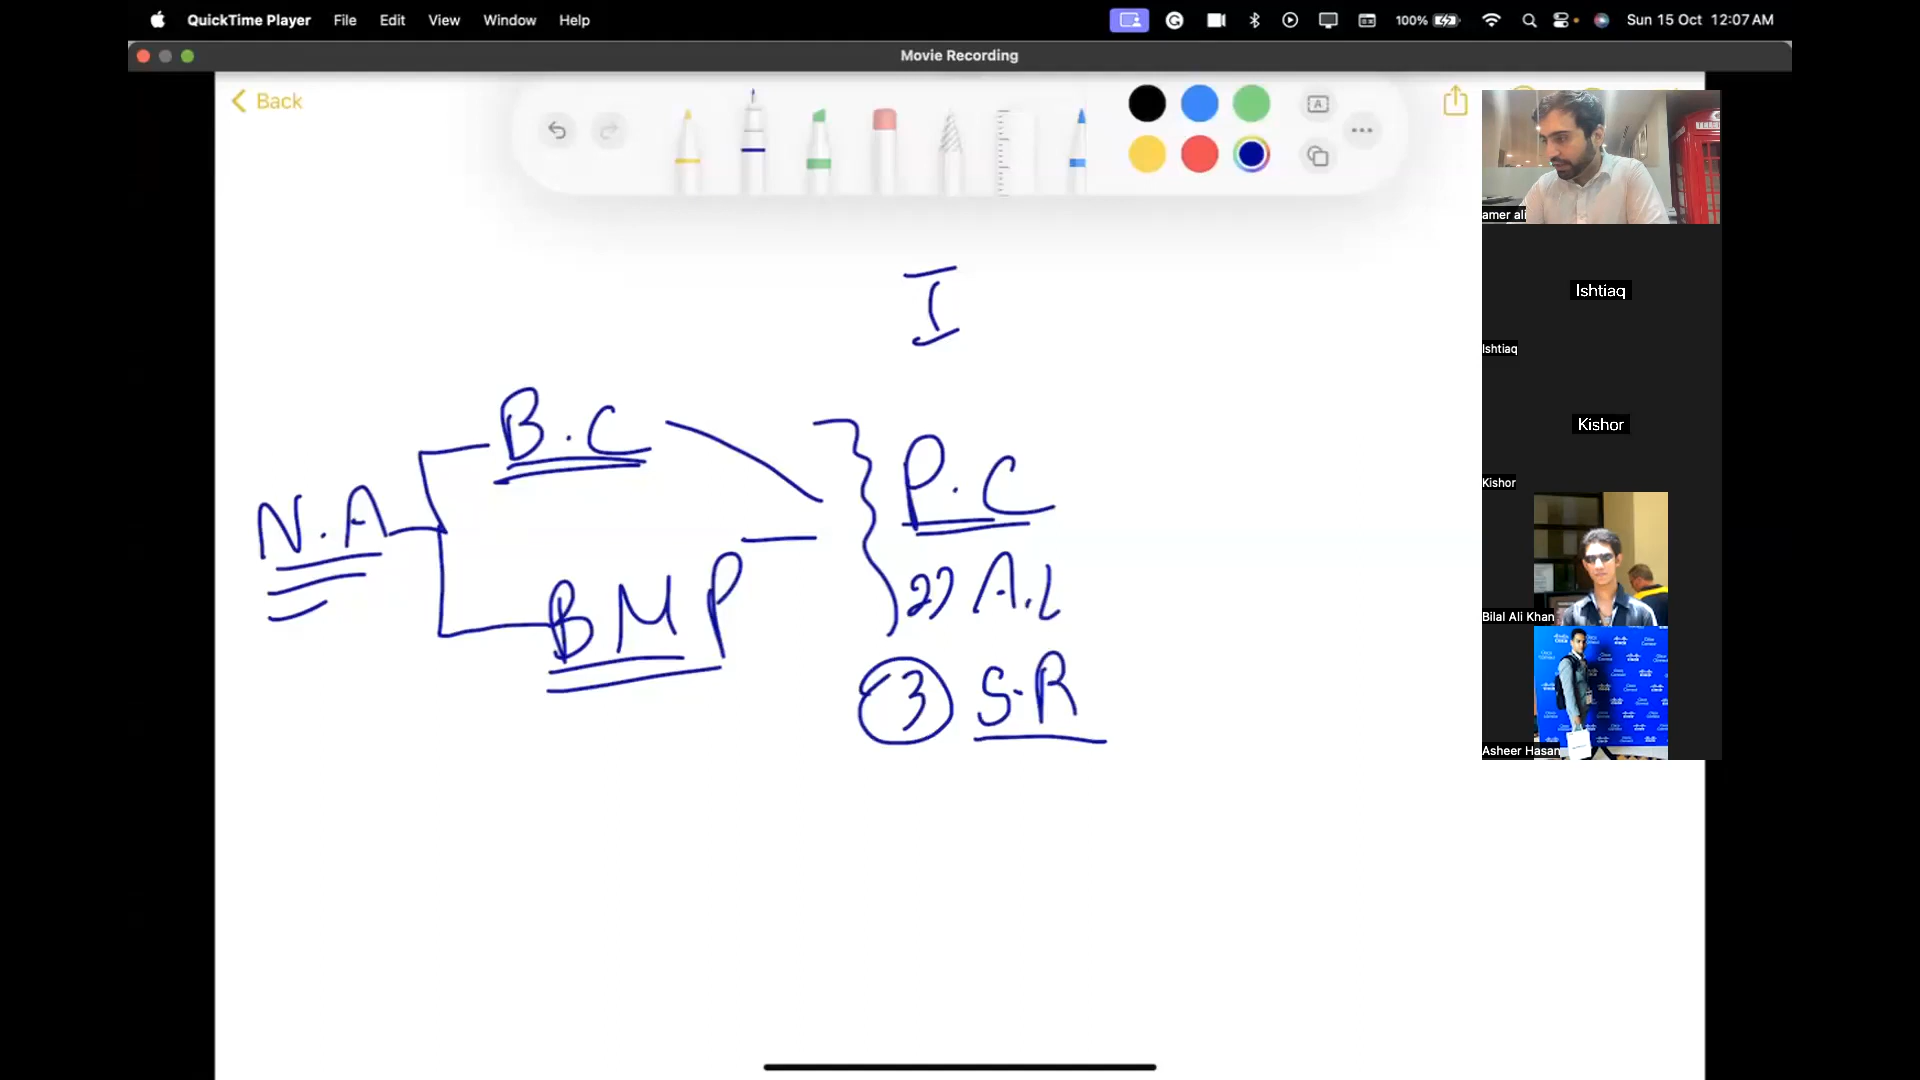 QuickTime Player File Edit View Window Help 100% Sun 15 Oct 12:07 AM
Movie Recording
Back
A
amer ali
I
Ishtiaq
Ishtiaq
B.C
Kishor
P.C
Kishor
N.A
2) A.L
BMP
Bilal Ali Khan
3 S-R
Asheer Hasan